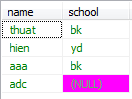 name school
thuat bk
hien yd
aaa bk
adc (NULL)